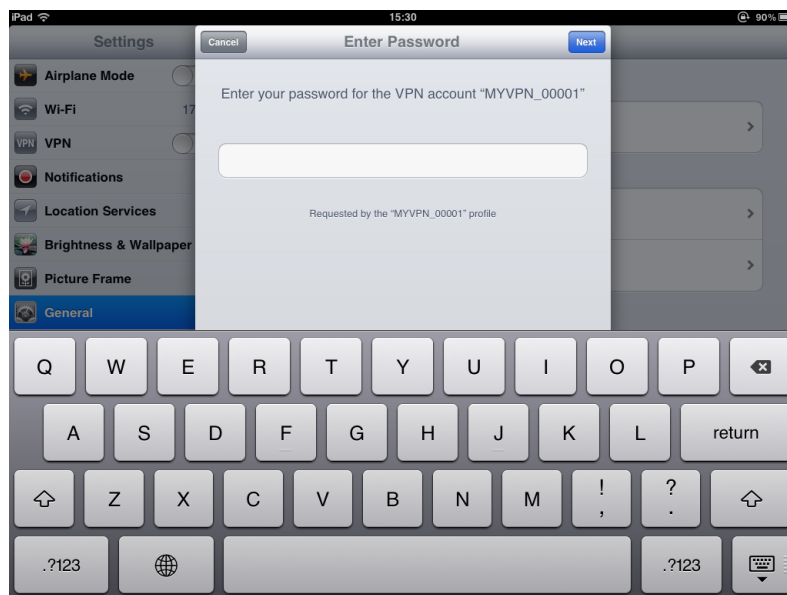 iPad 15:30 90%
Settings
Cancel Enter Password Next
Airplane Mode
Enter your password for the VPN account “MYVPN_00001”
Wi-Fi 17
VPN VPN
Notifications
Location Services
Requested by the “MYVPN_00001” profile
Brightness & Wallpaper
Picture Frame
General
Q W E R T Y U I O P
A S D F G H J K L return
Z X C V B N M ! , ? .
.?123 .?123